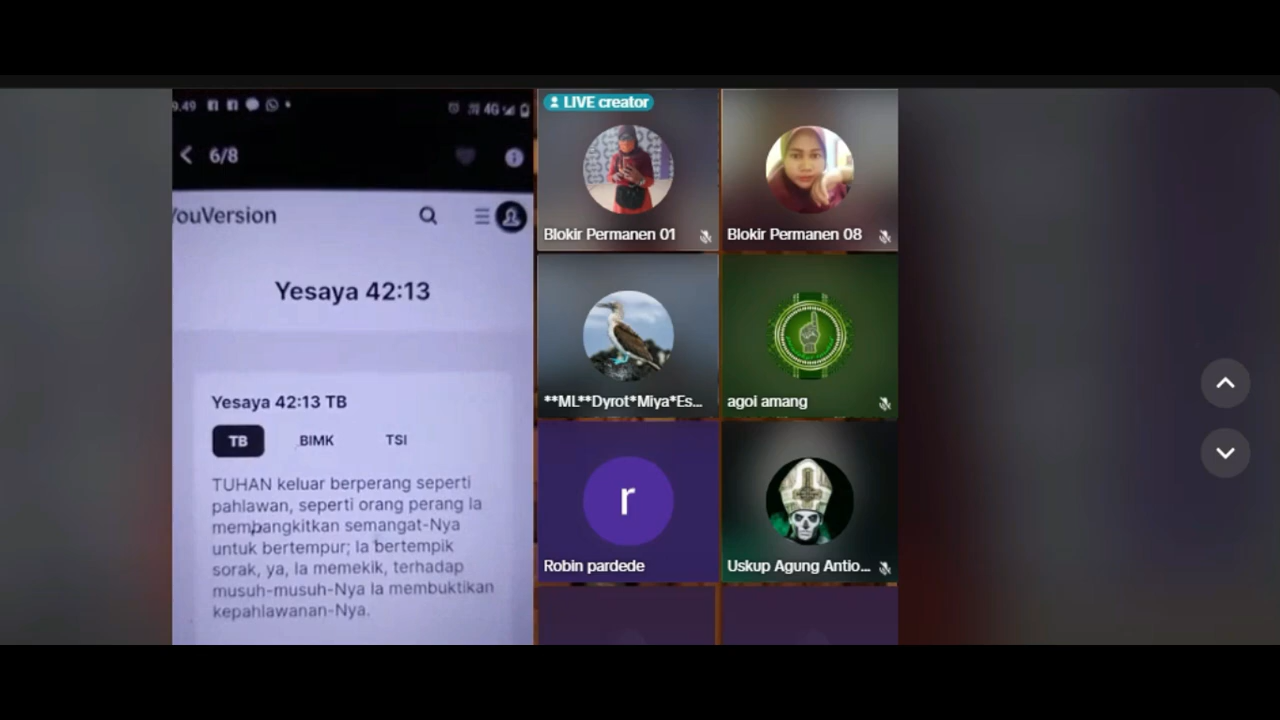 9.49
4G
6/8
YouVersion
Yesaya 42:13
Yesaya 42:13 TB
TB BIMK TSI
TUHAN keluar berperang seperti
pahlawan, seperti orang perang Ia
membangkitkan semangat-Nya
untuk bertempur; Ia bertempik
sorak, ya, Ia memekik, terhadap
musuh-musuh-Nya Ia membuktikan
kepahlawanan-Nya.
LIVE creator
Blokir Permanen 01
Blokir Permanen 08
**ML**Dyrot*Miya*Es...
agoi amang
r
Robin pardede
Uskup Agung Antio...